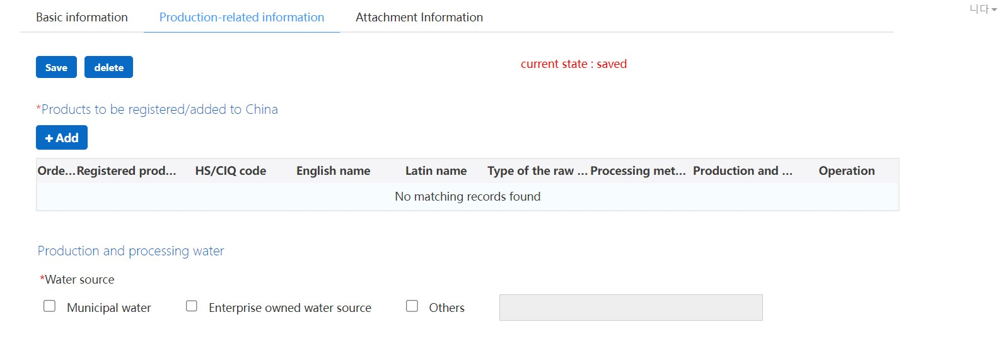 Basic information Production-related information Attachment Information 니다
Save delete current state : saved
*Products to be registered/added to China
+ Add
Orde... Registered prod... HS/CIQ code English name Latin name Type of the raw ... Processing met... Production and ... Operation
No matching records found
Production and processing water
*Water source
Municipal water Enterprise owned water source Others